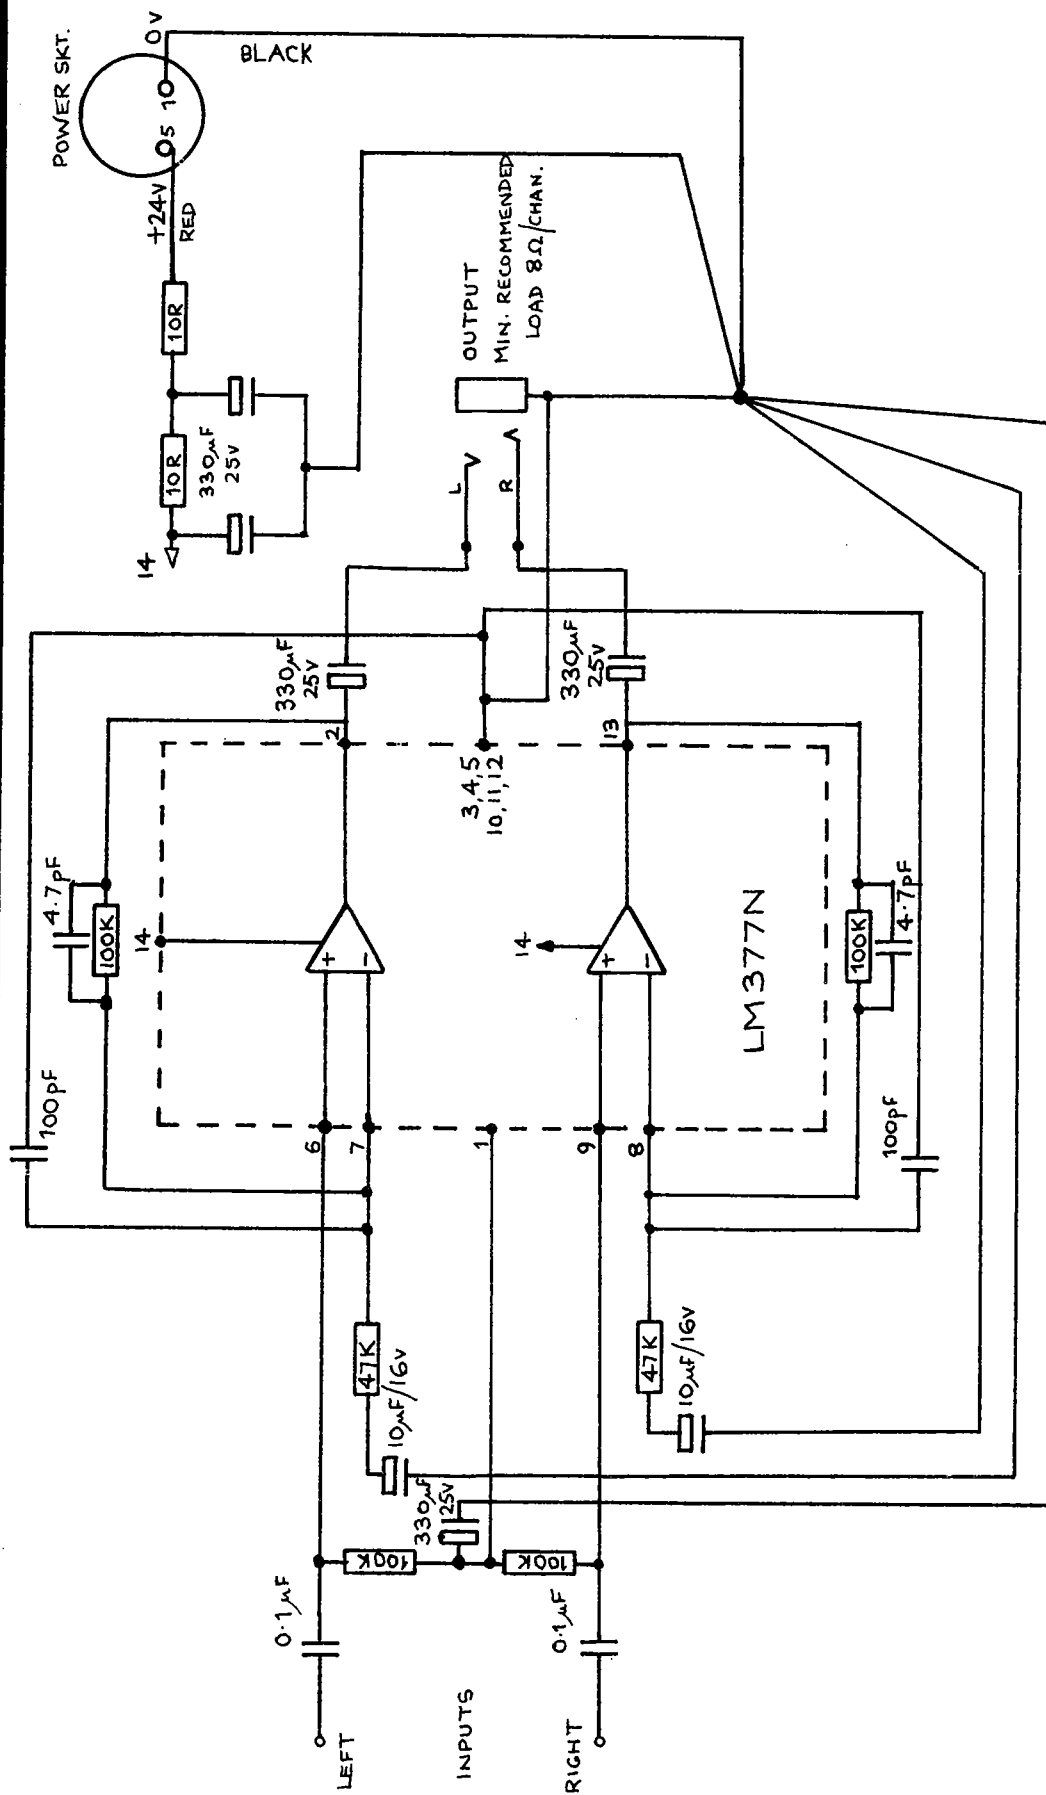 POWER SKT.
0V
BLACK
1
5
+24V
RED
10R
10R
330µF
25V
14
OUTPUT
MIN. RECOMMENDED
LOAD 8Ω/CHAN.
L
R
330µF
25V
330µF
25V
2
3,4,5
10,11,12
13
4.7pF
100K
14
+
−
14
+
−
LM377N
100K
4.7pF
100pF
6
7
1
9
8
100pF
47K
10µF/16V
47K
10µF/16V
330µF
25V
100K
100K
0.1µF
0.1µF
LEFT
INPUTS
RIGHT